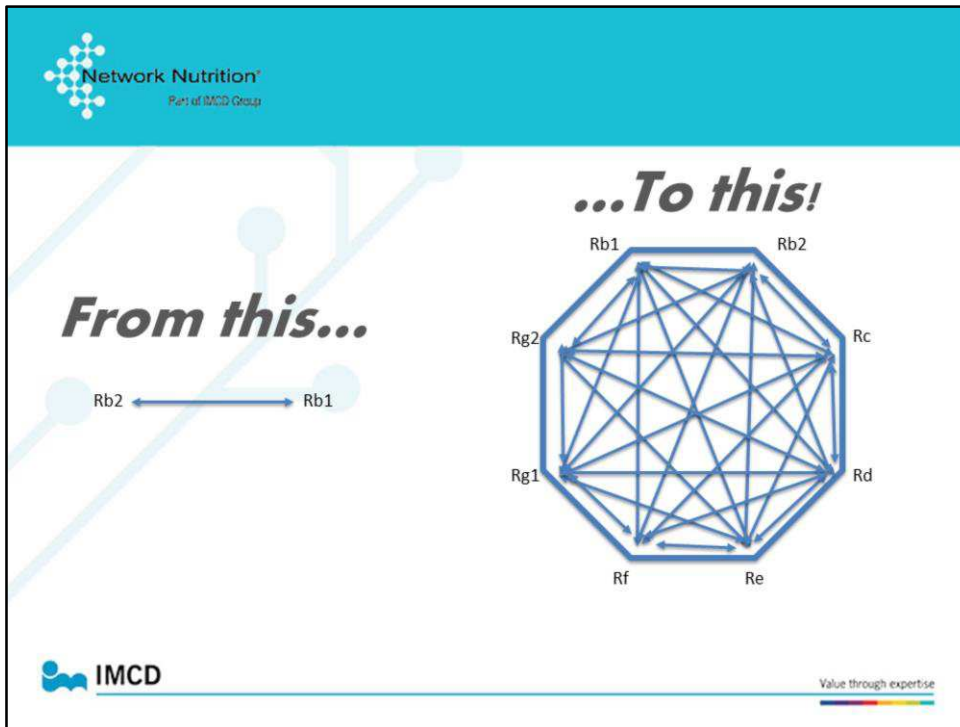 Network Nutrition
Part of IMCD Group
From this...
Rb2
Rb1
...To this!
Rb1
Rb2
Rg2
Rc
Rg1
Rd
Rf
Re
IMCD
Value through expertise